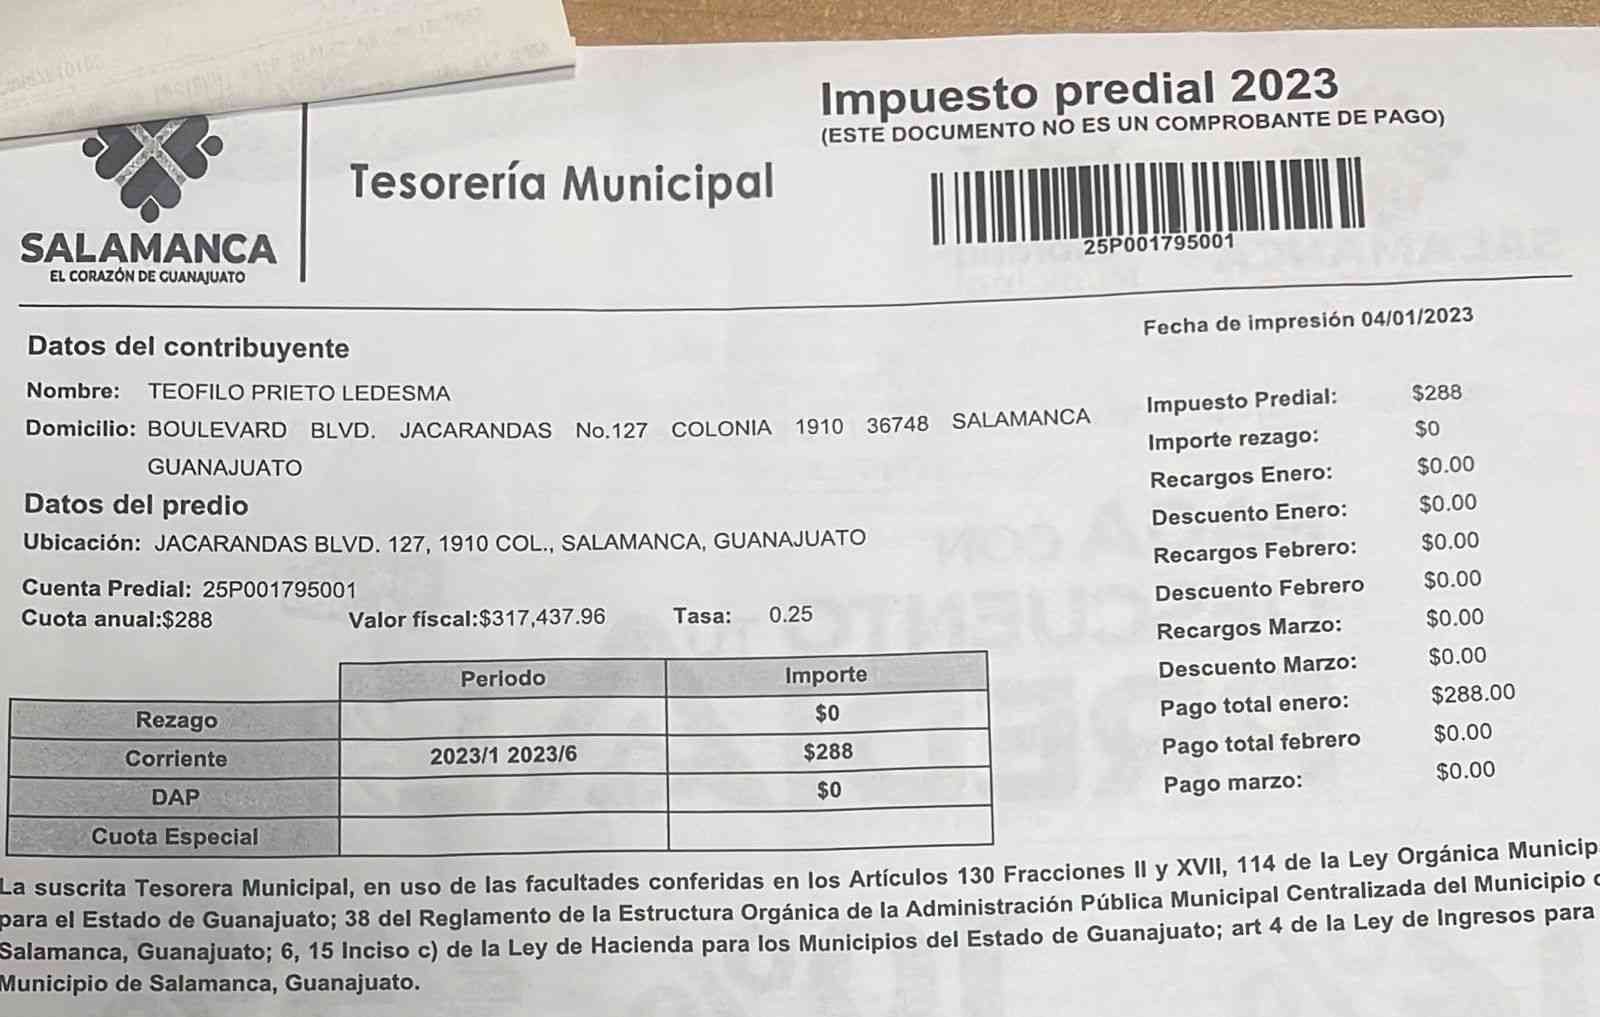 Impuesto predial 2023
(ESTE DOCUMENTO NO ES UN COMPROBANTE DE PAGO)
Tesorería Municipal
25P001795001
SALAMANCA
EL CORAZÓN DE GUANAJUATO
Fecha de impresión 04/01/2023
Datos del contribuyente
Nombre: TEOFILO PRIETO LEDESMA
Domicilio: BOULEVARD BLVD. JACARANDAS No.127 COLONIA 1910 36748 SALAMANCA
GUANAJUATO
Datos del predio
Ubicación: JACARANDAS BLVD. 127, 1910 COL., SALAMANCA, GUANAJUATO
Cuenta Predial: 25P001795001
Cuota anual:$288 Valor fiscal:$317,437.96 Tasa: 0.25
Periodo Importe
Rezago $0
Corriente 2023/1 2023/6 $288
DAP $0
Cuota Especial
Impuesto Predial: $288
Importe rezago: $0
Recargos Enero: $0.00
Descuento Enero: $0.00
Recargos Febrero: $0.00
Descuento Febrero $0.00
Recargos Marzo: $0.00
Descuento Marzo: $0.00
Pago total enero: $288.00
Pago total febrero $0.00
Pago marzo: $0.00
La suscrita Tesorera Municipal, en uso de las facultades conferidas en los Artículos 130 Fracciones II y XVII, 114 de la Ley Orgánica Municip
para el Estado de Guanajuato; 38 del Reglamento de la Estructura Orgánica de la Administración Pública Municipal Centralizada del Municipio
Salamanca, Guanajuato; 6, 15 Inciso c) de la Ley de Hacienda para los Municipios del Estado de Guanajuato; art 4 de la Ley de Ingresos para
Municipio de Salamanca, Guanajuato.